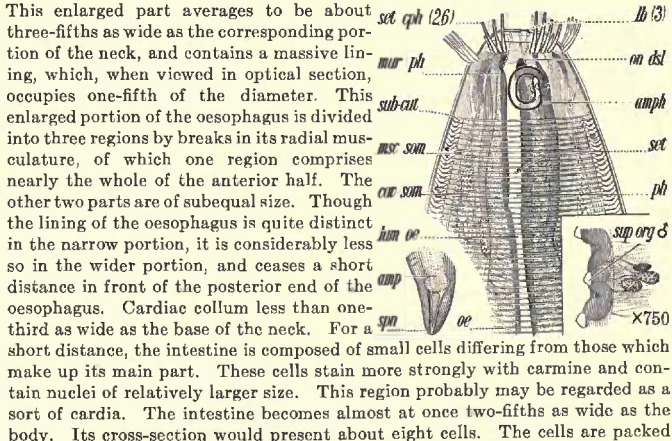 This enlarged part averages to be about
three-fifths as wide as the corresponding por-
tion of the neck, and contains a massive lin-
ing, which, when viewed in optical section,
occupies one-fifth of the diameter. This
enlarged portion of the oesophagus is divided
into three regions by breaks in its radial mus-
culature, of which one region comprises
nearly the whole of the anterior half. The
other two parts are of subequal size. Though
the lining of the oesophagus is quite distinct
in the narrow portion, it is considerably less
so in the wider portion, and ceases a short
distance in front of the posterior end of the
oesophagus. Cardiac collum less than one-
third as wide as the base of the neck. For a
short distance, the intestine is composed of small cells differing from those which
make up its main part. These cells stain more strongly with carmine and con-
tain nuclei of relatively larger size. This region probably may be regarded as a
sort of cardia. The intestine becomes almost at once two-fifths as wide as the
body. Its cross-section would present about eight cells. The cells are packed
set cph (26)
mur ph
sub-cut
msc som
cav som
lum oe
amp
spn
oe
lb (3)
on dsl
amph
set
ph
sup org ♂
×750